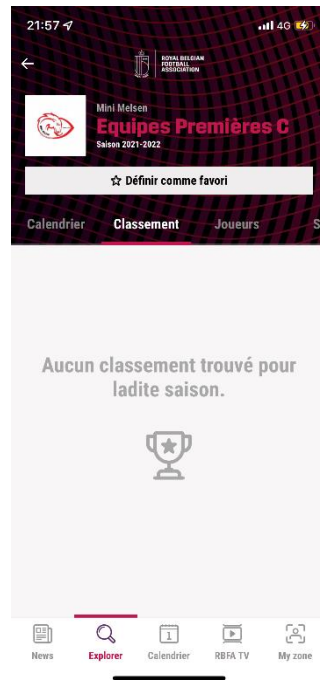 21:57 4G
ROYAL BELGIAN
FOOTBALL
ASSOCIATION
Mini Melsen
Equipes Premières C
Saison 2021-2022
Définir comme favori
Calendrier Classement Joueurs S
Aucun classement trouvé pour
ladite saison.
1
News Explorer Calendrier RBFA TV My zone